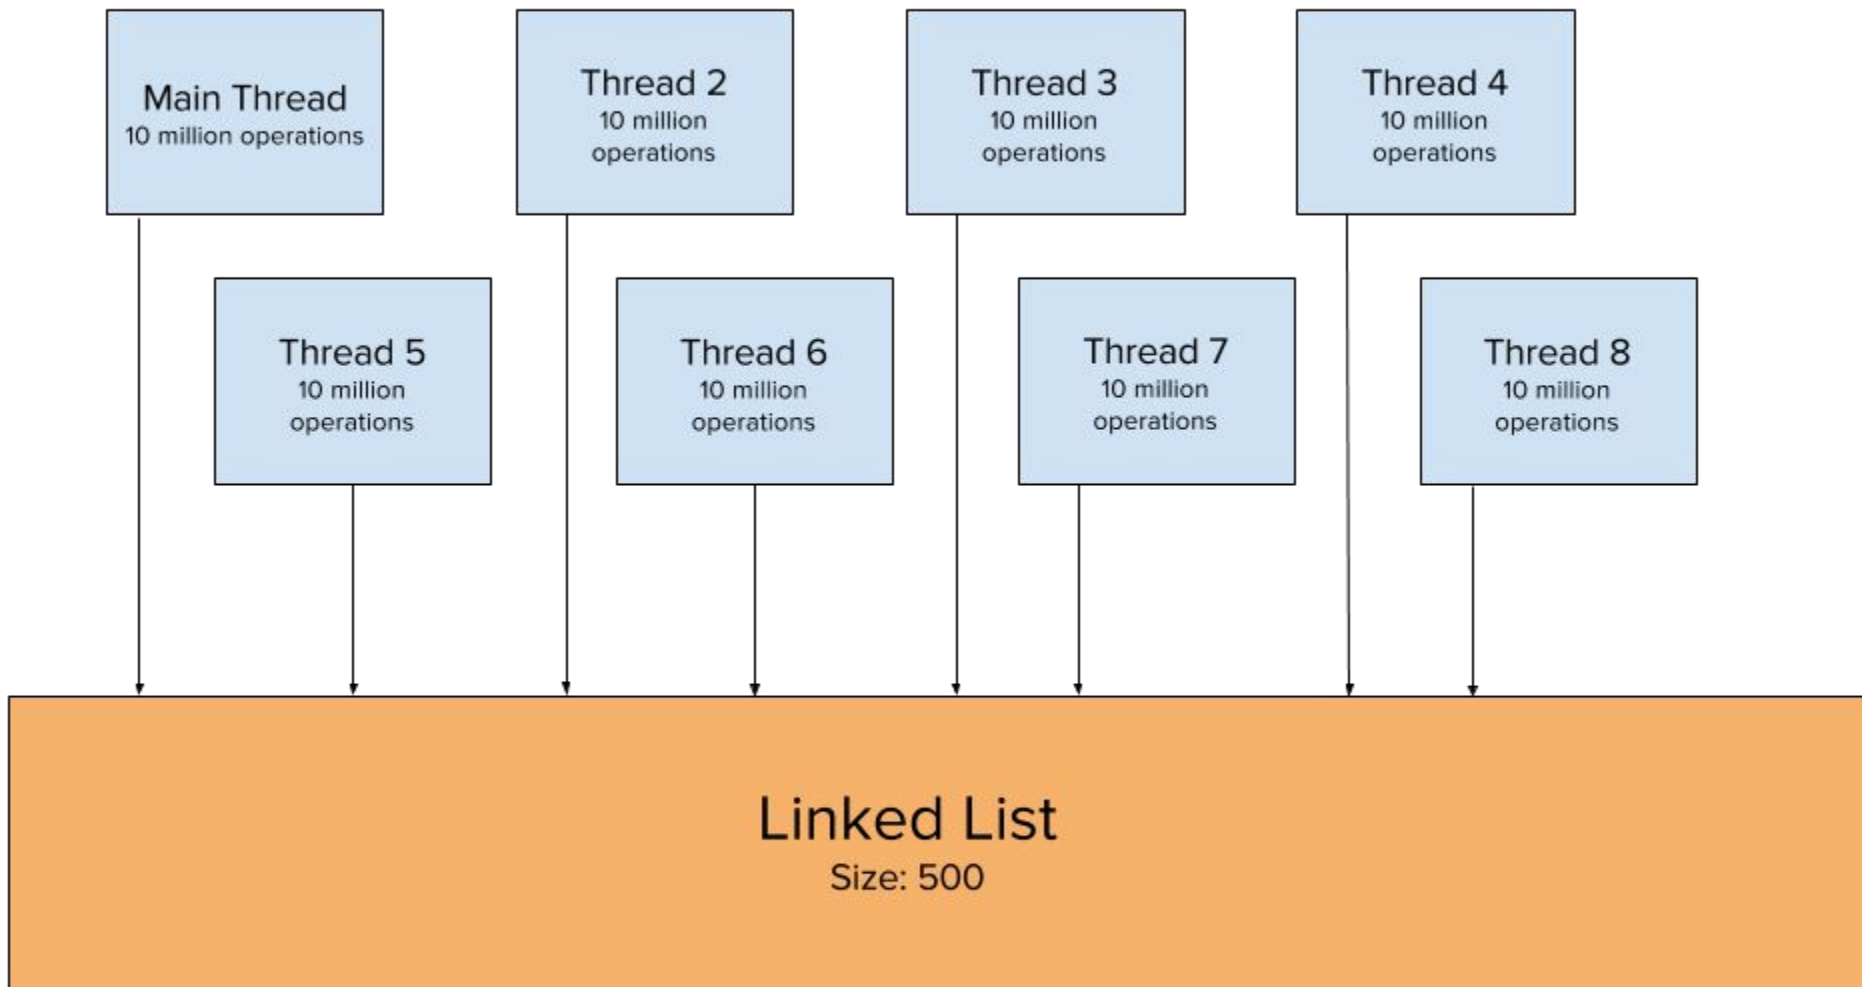 Main Thread
10 million operations
Thread 2
10 million
operations
Thread 3
10 million
operations
Thread 4
10 million
operations
Thread 5
10 million
operations
Thread 6
10 million
operations
Thread 7
10 million
operations
Thread 8
10 million
operations
Linked List
Size: 500